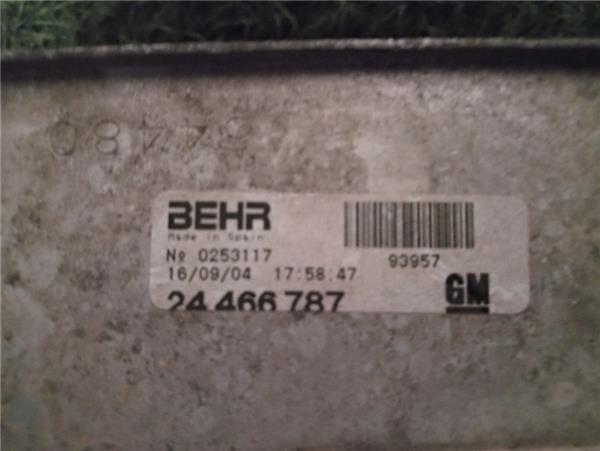 BEHR
Made in Spain
№ 0253117
93957
16/09/04 17:58:47
24 466 787
GM